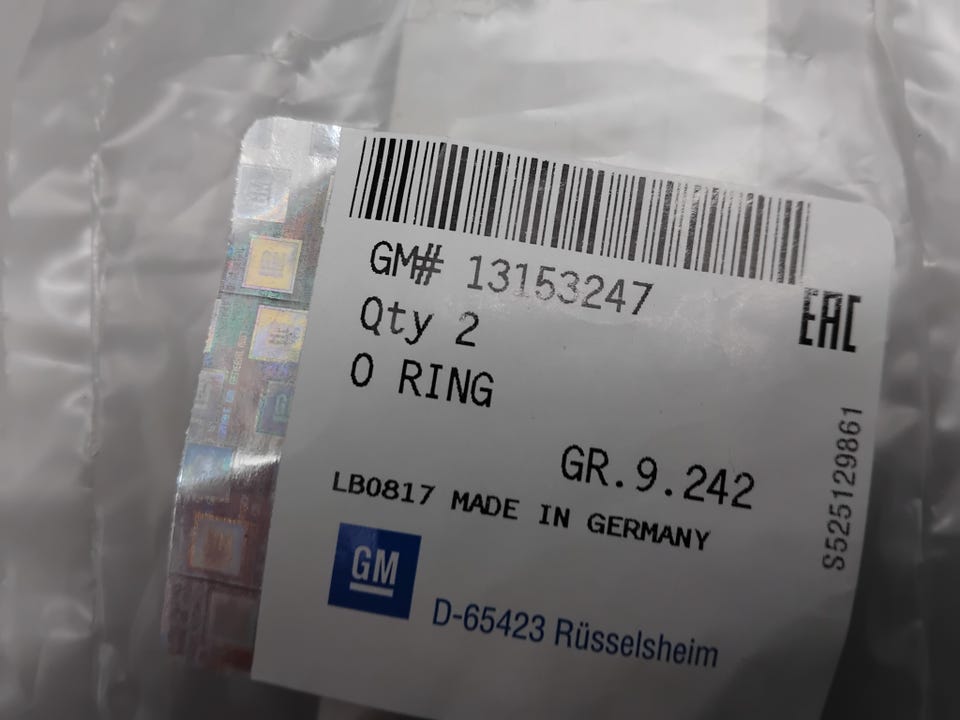 GM# 13153247
EAC
Qty 2
O RING
GR.9.242
LB0817 MADE IN GERMANY
S525129861
GM
D-65423 Rüsselsheim